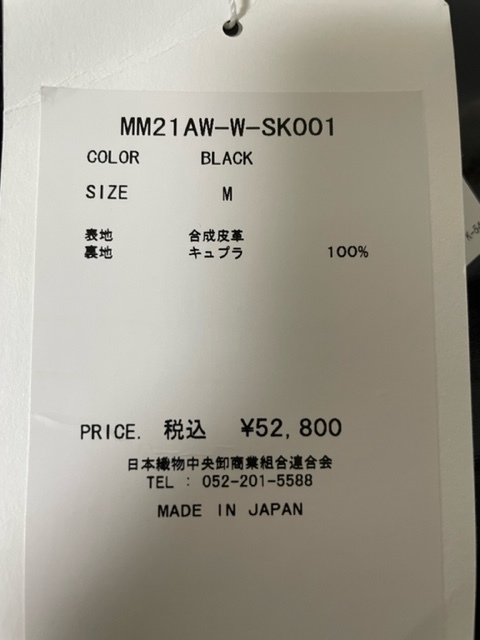 MM21AW-W-SK001
COLOR BLACK
SIZE M
表地 合成皮革
裏地 キュプラ 100%
PRICE. 税込 ¥52,800
日本織物中央卸商業組合連合会
TEL : 052-201-5588
MADE IN JAPAN